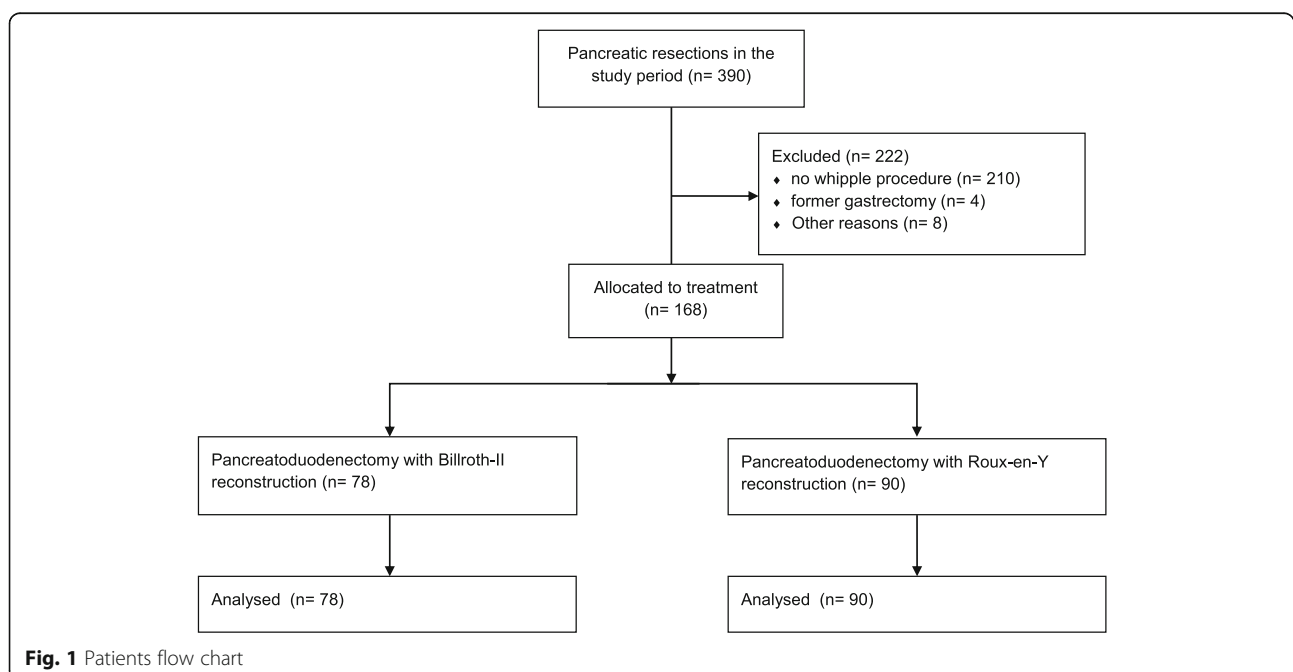 Pancreatic resections in the
study period (n= 390)
Excluded (n= 222)
♦ no whipple procedure (n= 210)
♦ former gastrectomy (n= 4)
♦ Other reasons (n= 8)
Allocated to treatment
(n= 168)
Pancreatoduodenectomy with Billroth-II
reconstruction (n= 78)
Pancreatoduodenectomy with Roux-en-Y
reconstruction (n= 90)
Analysed (n= 78)
Analysed (n= 90)
Fig. 1 Patients flow chart